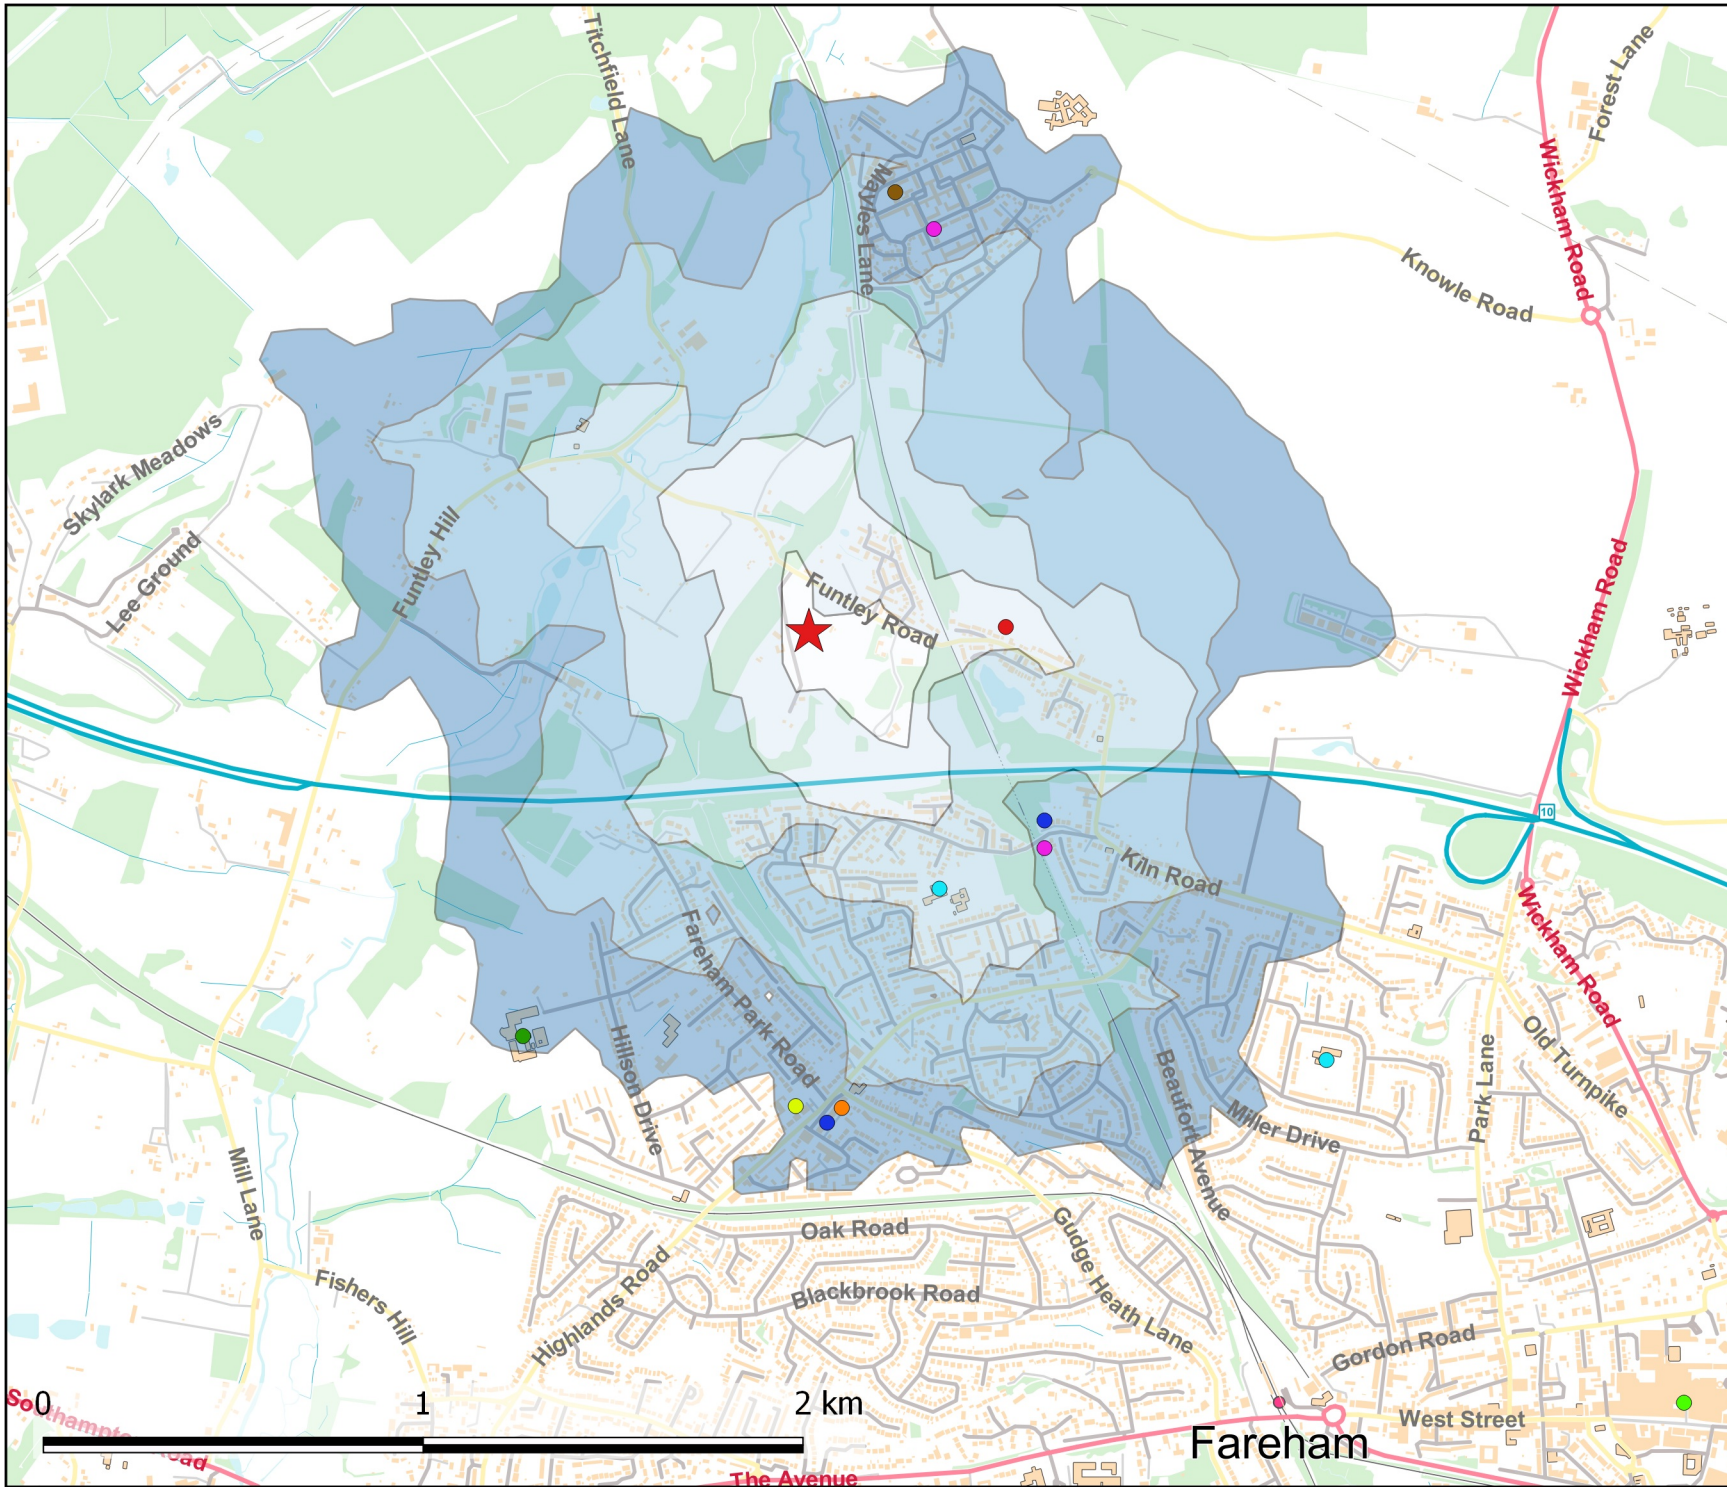 Titchfield Lane
Forest Lane
Wickham Road
Mayles Lane
Knowle Road
Skylark Meadows
Lee Ground
Funtley Hill
Funtley Road
Wickham Road
10
Kiln Road
Wickham Road
Fareham Park Road
Hillson Drive
Beaufort Avenue
Miller Drive
Park Lane
Old Turnpike
Mill Lane
Oak Road
Gudge Heath Lane
Blackbrook Road
Fishers Hill
Highlands Road
Gordon Road
0 1 2 km
Southampton Road
West Street
Fareham
The Avenue